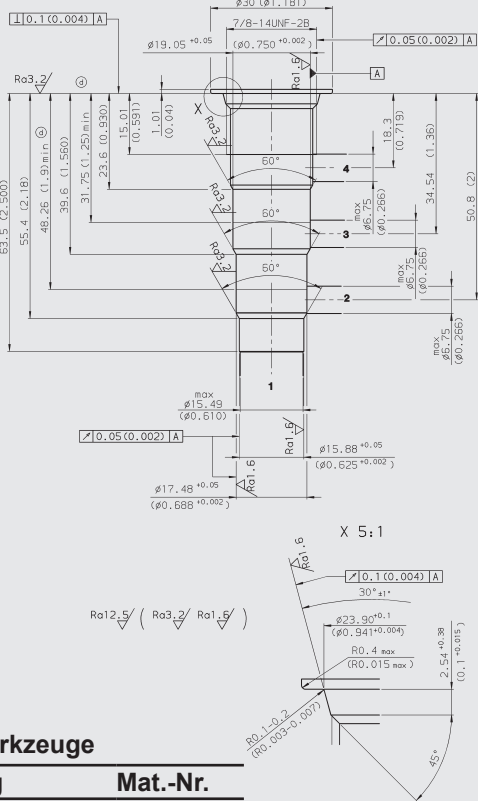 ø30 (ø1.181)
⊥ 0.1(0.004) A
7/8-14UNF-2B
ø19.05 +0.05 (ø0.750 +0.002)
↗ 0.05(0.002) A
Ra1.6
A
Ra3.2
X
63.5 (2.500)
55.4 (2.18)
48.26 (1.9)min ⓓ
39.6 (1.560)
31.75 (1.25)min ⓓ
23.6 (0.930)
15.01 (0.591)
1.01 (0.04)
18.3 (0.719)
34.54 (1.36)
50.8 (2)
Ra3.2
60°
4
max ø6.75 (ø0.266)
Ra3.2
60°
3
max ø6.75 (ø0.266)
Ra3.2
60°
2
max ø6.75 (ø0.266)
1
max
ø15.49
(ø0.610)
↗ 0.05(0.002) A
Ra1.6
ø15.88 +0.05
(ø0.625 +0.002)
Ra1.6
ø17.48 +0.05
(ø0.688 +0.002)
X 5:1
Ra1.6
↗ 0.1(0.004) A
30° ±1°
Ra12.5 ( Ra3.2 Ra1.6 )
ø23.90 +0.1
(ø0.941 +0.004)
R0.4 max
(R0.015 max)
2.54 +0.38
(0.1 +0.015)
R0.1-0.2
(R0.003-0.007)
45°
rkzeuge
g Mat.-Nr.